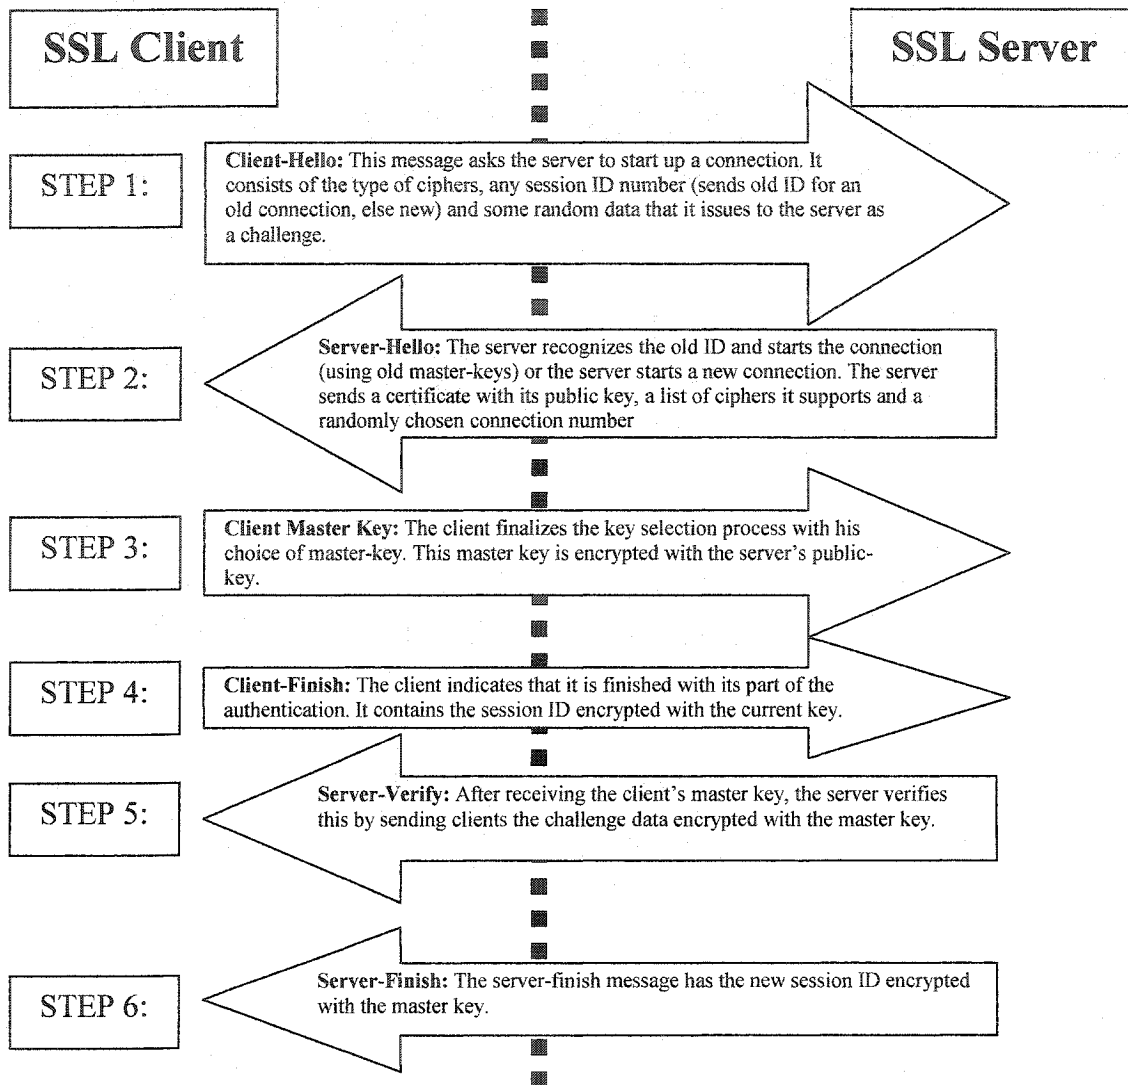 SSL Client
SSL Server
STEP 1:
Client-Hello: This message asks the server to start up a connection. It
consists of the type of ciphers, any session ID number (sends old ID for an
old connection, else new) and some random data that it issues to the server as
a challenge.
STEP 2:
Server-Hello: The server recognizes the old ID and starts the connection
(using old master-keys) or the server starts a new connection. The server
sends a certificate with its public key, a list of ciphers it supports and a
randomly chosen connection number
STEP 3:
Client Master Key: The client finalizes the key selection process with his
choice of master-key. This master key is encrypted with the server's public-
key.
STEP 4:
Client-Finish: The client indicates that it is finished with its part of the
authentication. It contains the session ID encrypted with the current key.
STEP 5:
Server-Verify: After receiving the client's master key, the server verifies
this by sending clients the challenge data encrypted with the master key.
STEP 6:
Server-Finish: The server-finish message has the new session ID encrypted
with the master key.